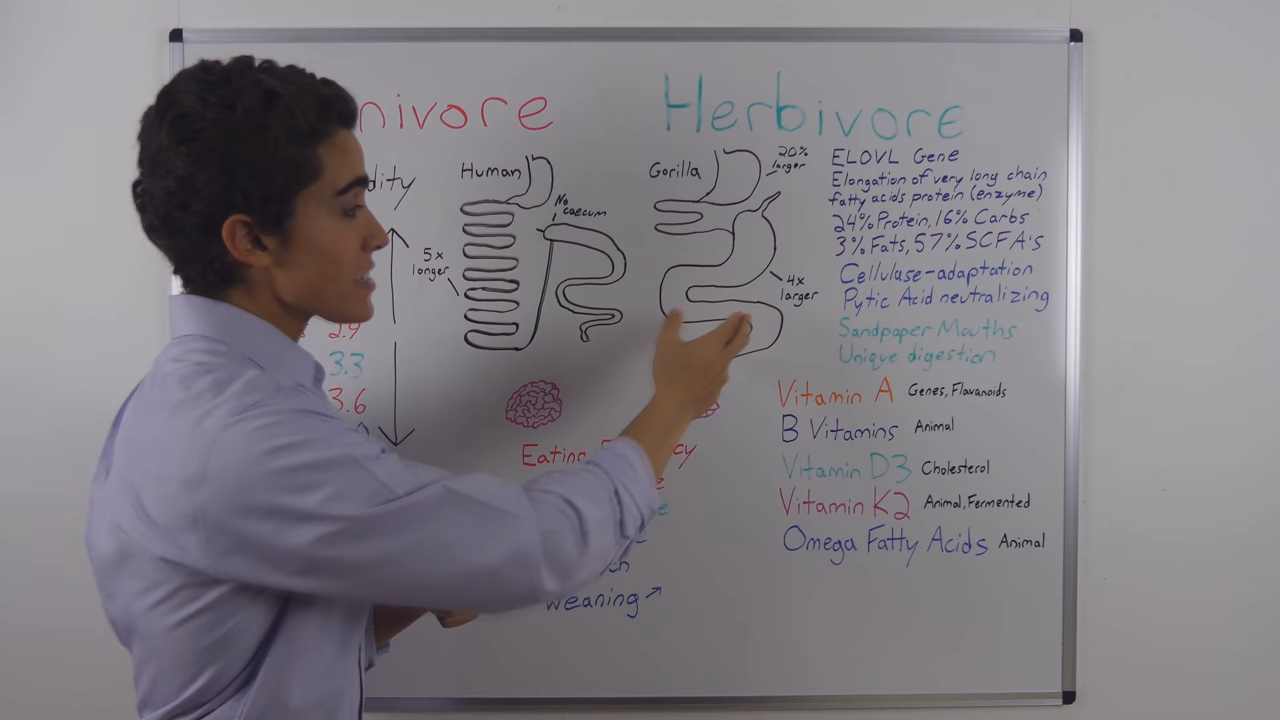 nivore
Herbivore
dity
Human
No
caecum
5x
longer
Gorilla
20%
larger
4x
larger
ELOVL Gene
Elongation of very long chain
fatty acids protein (enzyme)
24% Protein, 16% Carbs
3% Fats, 57% SCFA's
Cellulase-adaptation
Pytic Acid neutralizing
Sandpaper Mouths
Unique digestion
2.9
3.3
3.6
Eating
cy
Weaning
Vitamin A Genes, Flavanoids
B Vitamins Animal
Vitamin D3 Cholesterol
Vitamin K2 Animal, Fermented
Omega Fatty Acids Animal